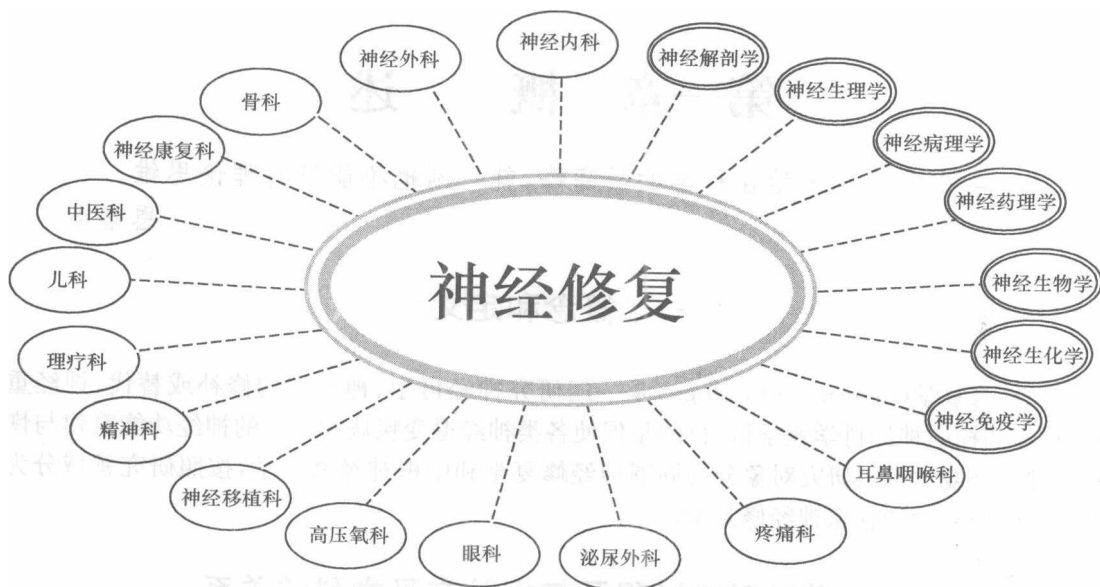 神经内科
神经解剖学
神经外科
神经生理学
骨科
神经病理学
神经康复科
神经药理学
中医科
儿科
神经修复
神经生物学
理疗科
神经生化学
精神科
神经免疫学
神经移植科
耳鼻咽喉科
高压氧科
眼科
泌尿外科
疼痛科